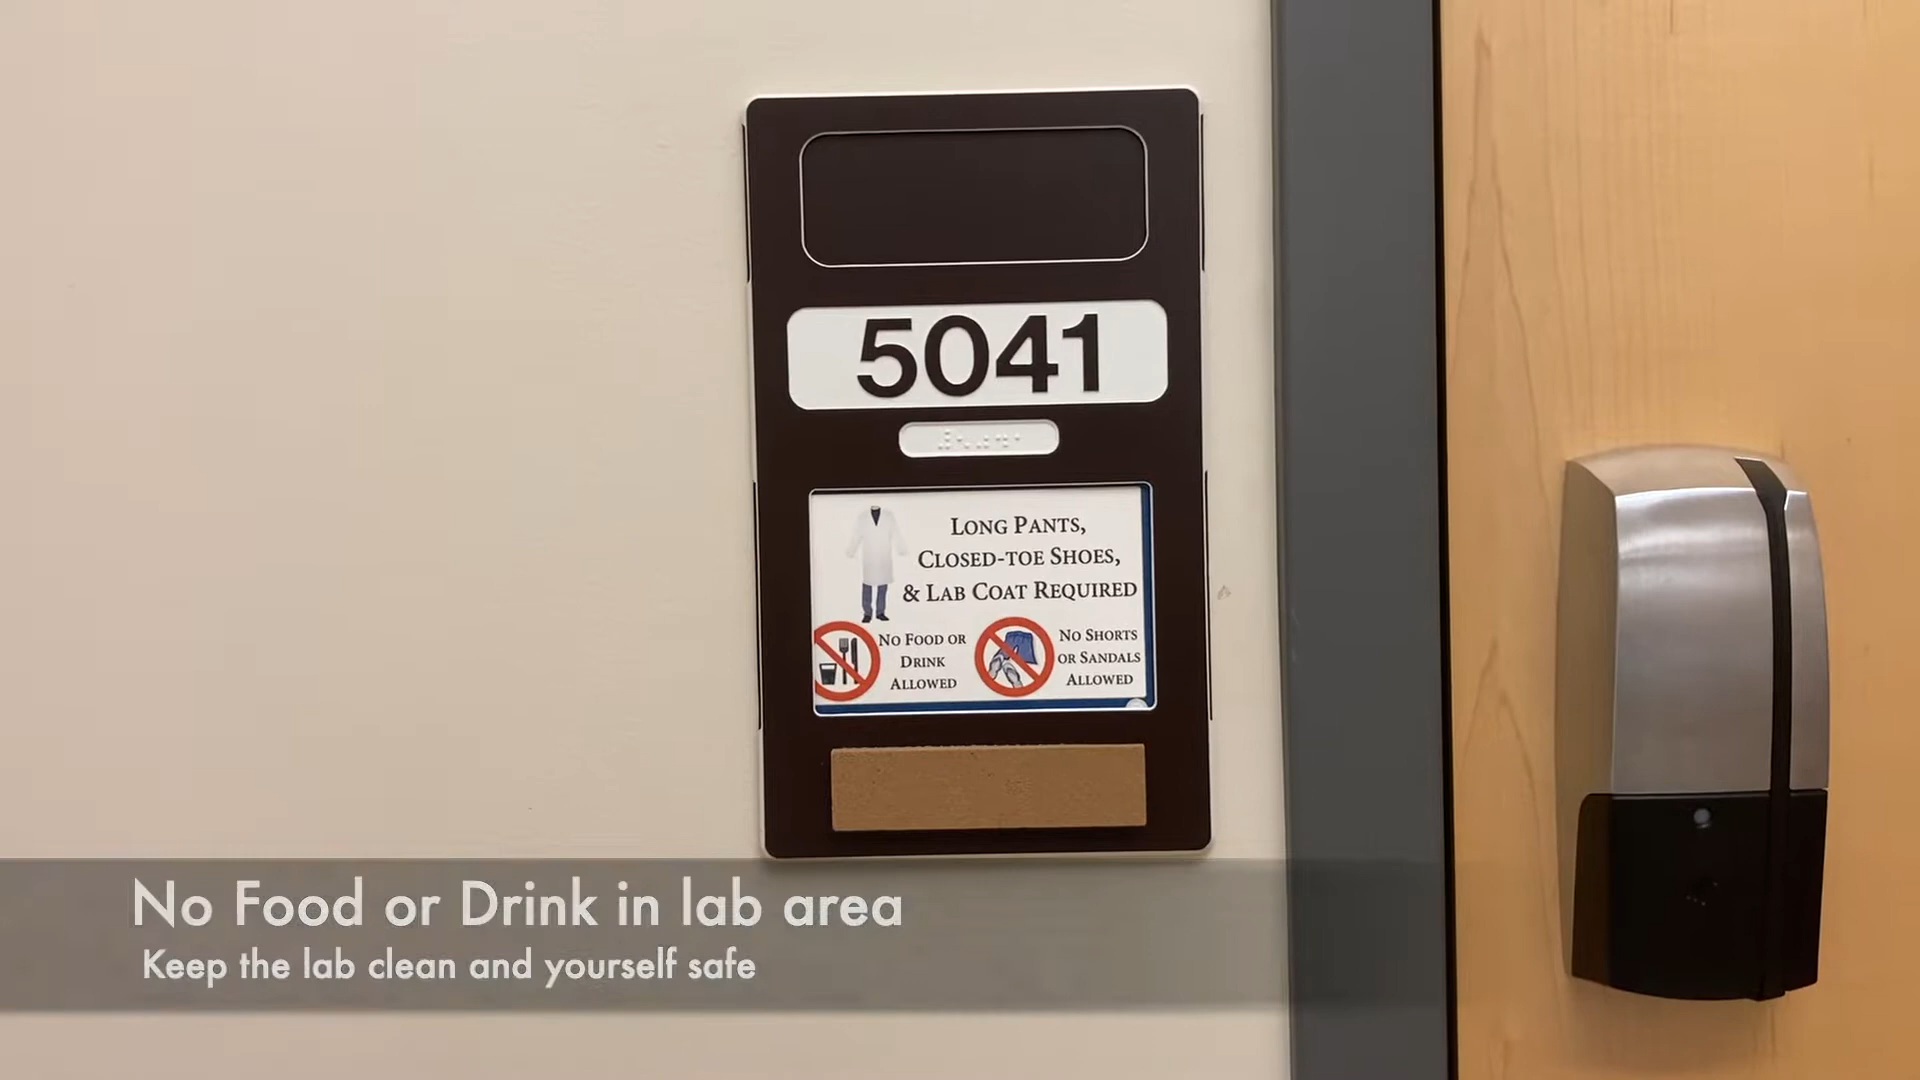 5041
LONG PANTS,
CLOSED-TOE SHOES,
& LAB COAT REQUIRED
NO FOOD OR
DRINK
ALLOWED
NO SHORTS
OR SANDALS
ALLOWED
No Food or Drink in lab area
Keep the lab clean and yourself safe